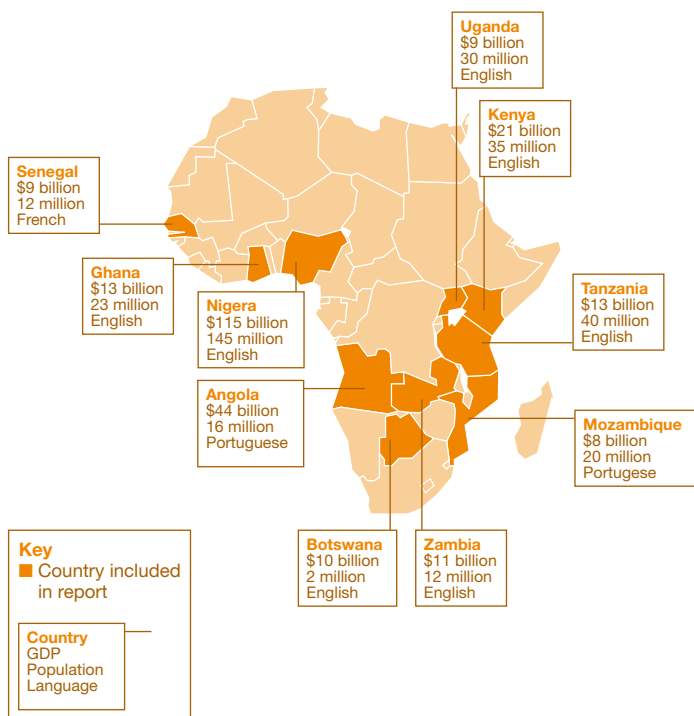 Uganda
$9 billion
30 million
English
Kenya
$21 billion
35 million
English
Senegal
$9 billion
12 million
French
Ghana
$13 billion
23 million
English
Nigera
$115 billion
145 million
English
Tanzania
$13 billion
40 million
English
Angola
$44 billion
16 million
Portuguese
Mozambique
$8 billion
20 million
Portugese
Botswana
$10 billion
2 million
English
Zambia
$11 billion
12 million
English
Key
Country included
in report
Country
GDP
Population
Language